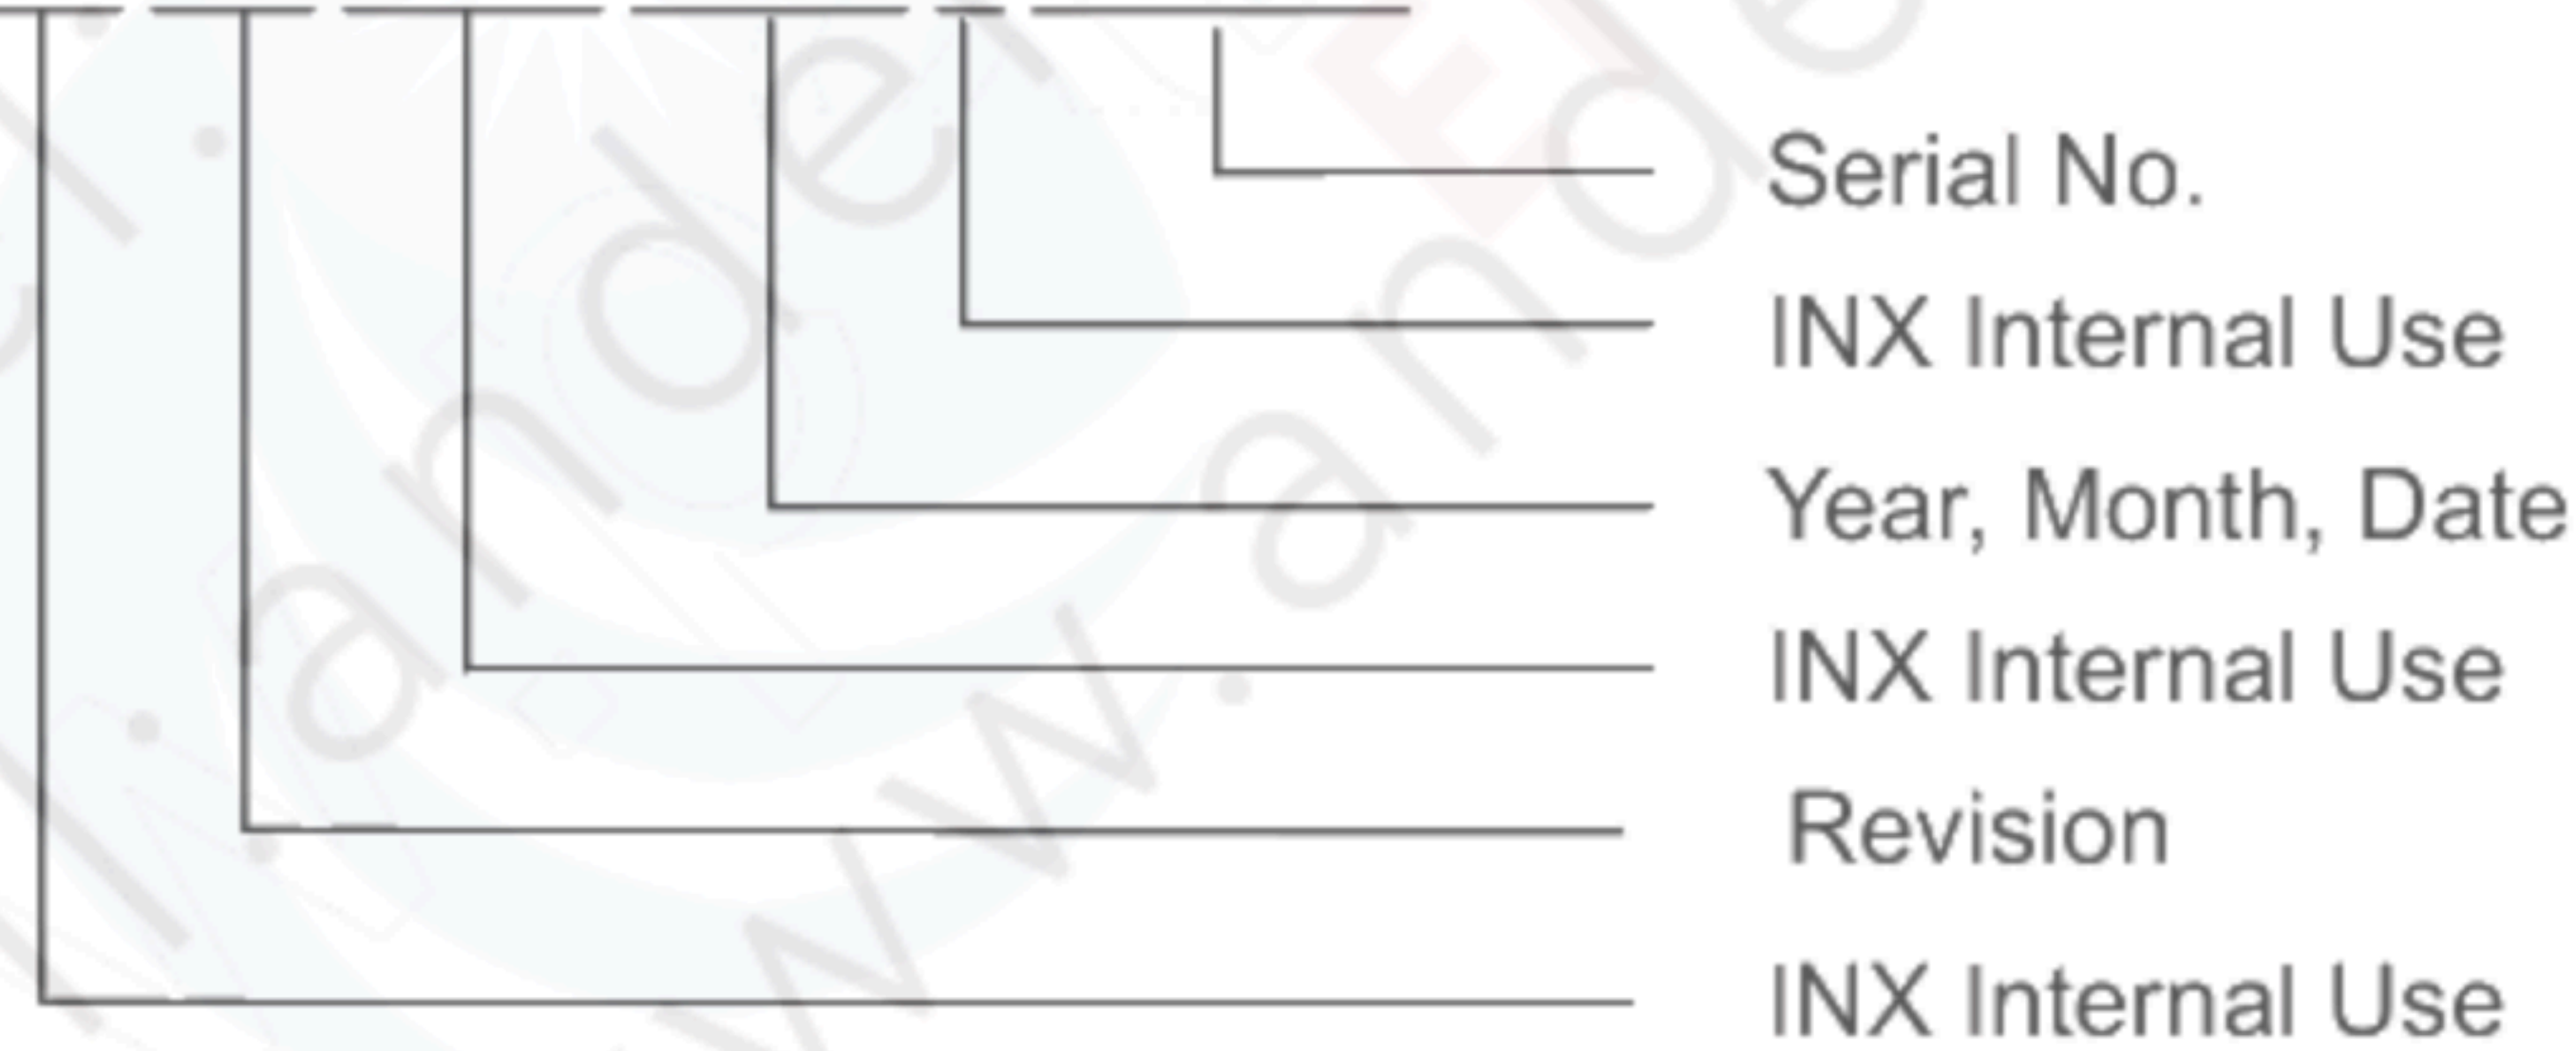 Serial No.
INX Internal Use
Year, Month, Date
INX Internal Use
Revision
INX Internal Use